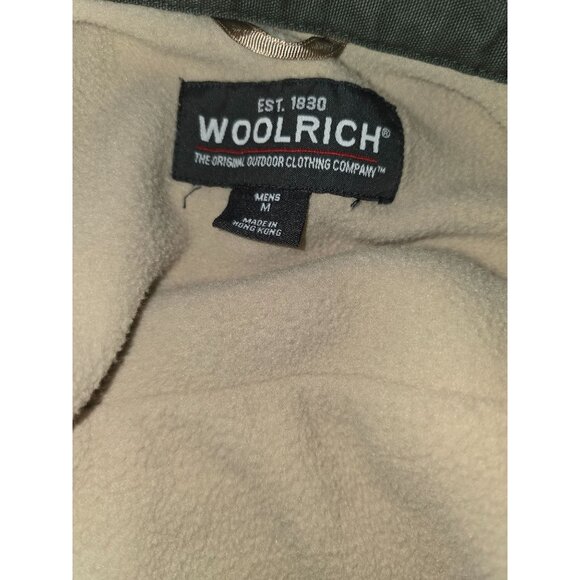 EST. 1830
WOOLRICH®
THE ORIGINAL OUTDOOR CLOTHING COMPANY™
MENS
M
MADE IN
HONG KONG